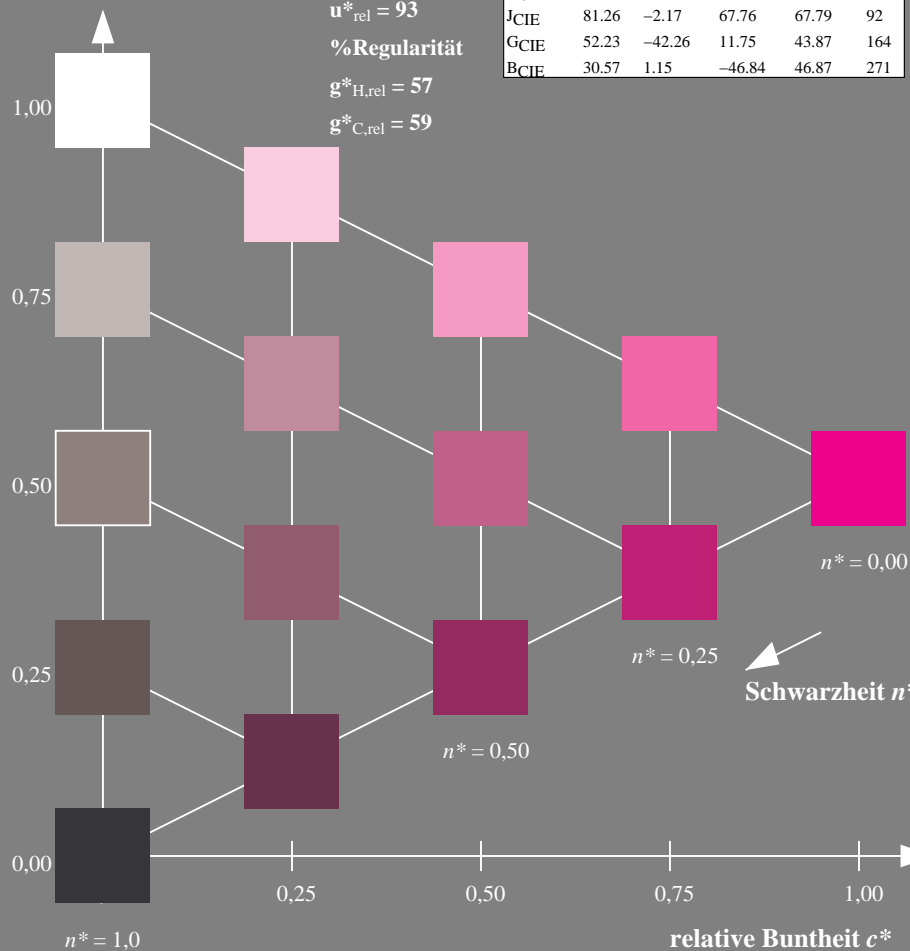 u*rel = 93
%Regularität
g*H,rel = 57
g*C,rel = 59
JCIE 81.26 −2.17 67.76 67.79 92
GCIE 52.23 −42.26 11.75 43.87 164
BCIE 30.57 1.15 −46.84 46.87 271
1,00
0,75
0,50
0,25
0,00
n* = 0,00
n* = 0,25
Schwarzheit n*
n* = 0,50
0,25 0,50 0,75 1,00
n* = 1,0
relative Buntheit c*